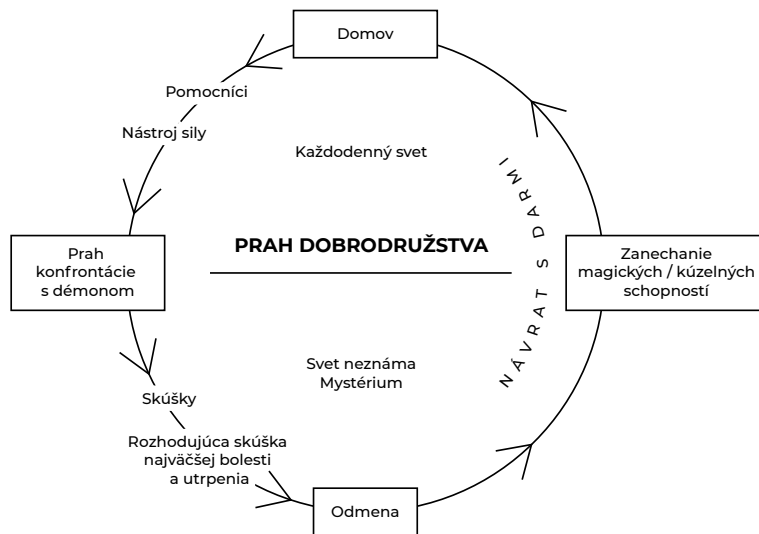 Domov
Pomocníci
Nástroj sily
Každodenný svet
NÁVRAT S DARMI
PRAH DOBRODRUŽSTVA
Prah
konfrontácie
s démonom
Zanechanie
magických / kúzelných
schopností
Svet neznáma
Mystérium
Skúšky
Rozhodujúca skúška
najväčšej bolesti
a utrpenia
Odmena